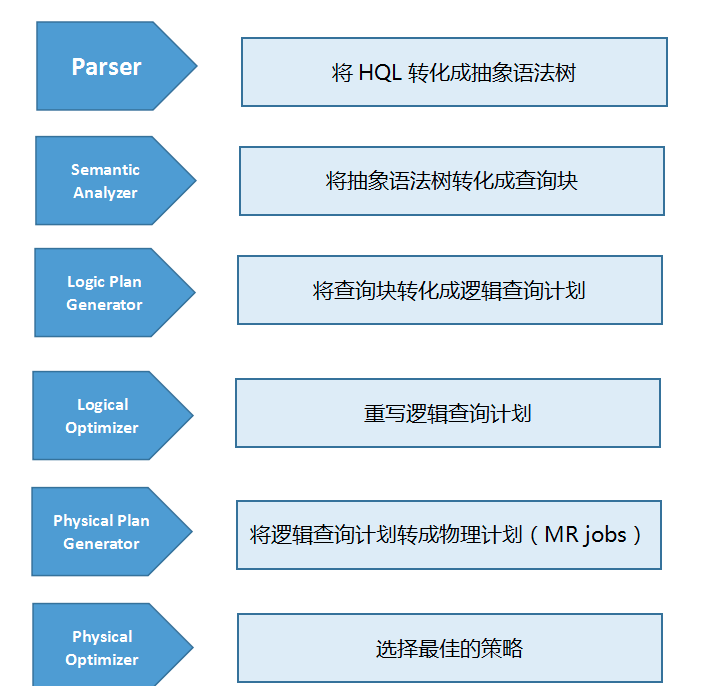 Parser
将 HQL 转化成抽象语法树
Semantic
Analyzer
将抽象语法树转化成查询块
Logic Plan
Generator
将查询块转化成逻辑查询计划
Logical
Optimizer
重写逻辑查询计划
Physical Plan
Generator
将逻辑查询计划转成物理计划（MR jobs）
Physical
Optimizer
选择最佳的策略